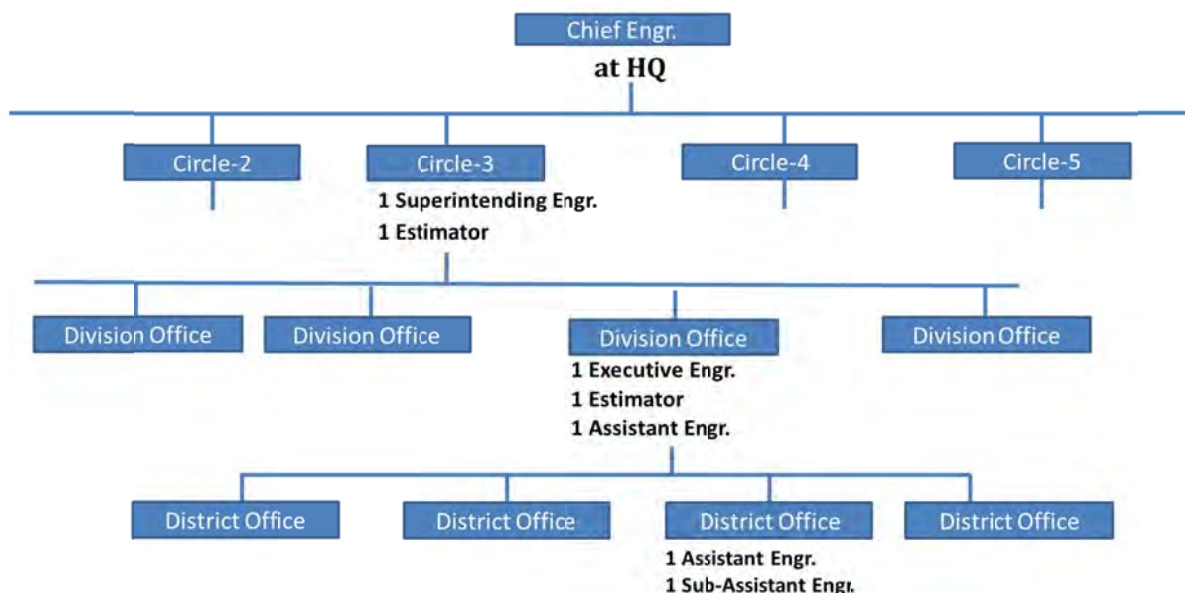 Chief Engr.
at HQ
Circle-2
Circle-3
Circle-4
Circle-5
1 Superintending Engr.
1 Estimator
Division Office
Division Office
Division Office
Division Office
1 Executive Engr.
1 Estimator
1 Assistant Engr.
District Office
District Office
District Office
District Office
1 Assistant Engr.
1 Sub-Assistant Engr.